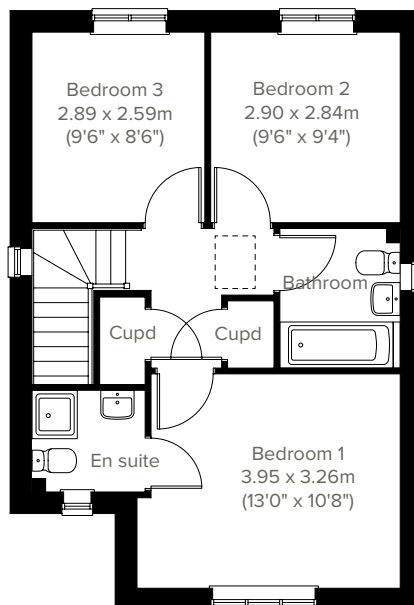 Bedroom 3
2.89 x 2.59m
(9'6" x 8'6")
Bedroom 2
2.90 x 2.84m
(9'6" x 9'4")
Bathroom
Cupd
Cupd
En suite
Bedroom 1
3.95 x 3.26m
(13'0" x 10'8")